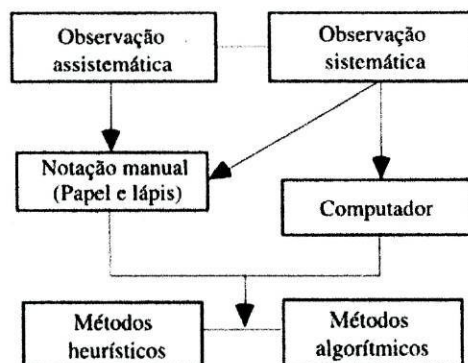 Observação
assistemática
Observação
sistemática
Notação manual
(Papel e lápis)
Computador
Métodos
heurísticos
Métodos
algorítmicos